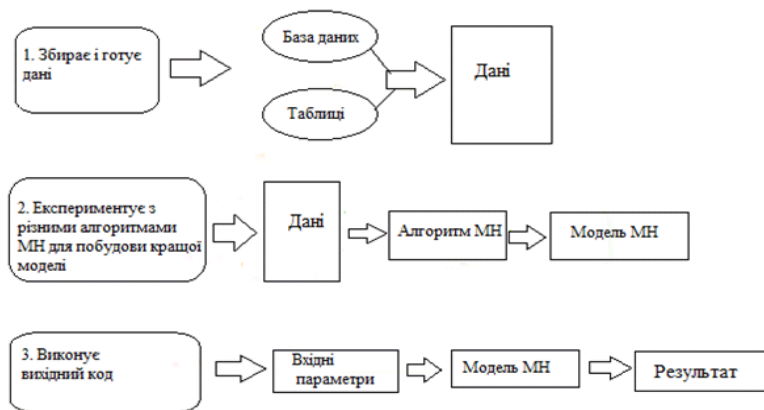 1. Збирає і готує
дані
База даних
Таблиці
Дані
2. Експериментує з
різними алгоритмами
МН для побудови кращої
моделі
Дані
Алгоритм МН
Модель МН
3. Виконує
вихідний код
Вхідні
параметри
Модель МН
Результат